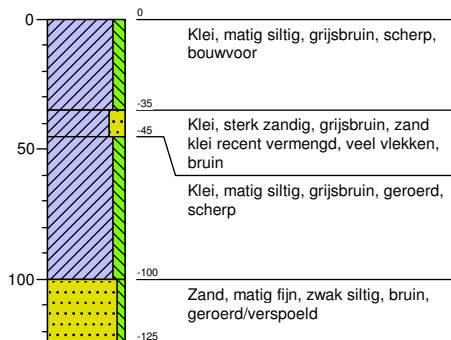 0
0
Klei, matig siltig, grijsbruin, scherp,
bouwvoor
-35
Klei, sterk zandig, grijsbruin, zand
klei recent vermengd, veel vlekken,
bruin
-45
50
Klei, matig siltig, grijsbruin, geroerd,
scherp
100
-100
Zand, matig fijn, zwak siltig, bruin,
geroerd/verspoeld
-125